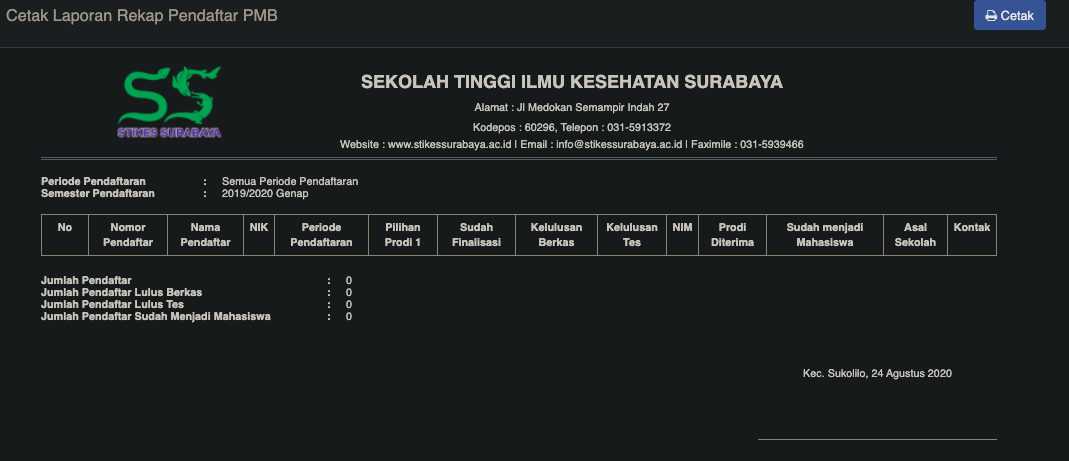 Cetak Laporan Rekap Pendaftar PMB
Cetak
STIKES SURABAYA
SEKOLAH TINGGI ILMU KESEHATAN SURABAYA
Alamat : Jl Medokan Semampir Indah 27
Kodepos : 60296, Telepon : 031-5913372
Website : www.stikessurabaya.ac.id | Email : info@stikessurabaya.ac.id | Faximile : 031-5939466
Periode Pendaftaran : Semua Periode Pendaftaran
Semester Pendaftaran : 2019/2020 Genap
No Nomor Pendaftar Nama Pendaftar NIK Periode Pendaftaran Pilihan Prodi 1 Sudah Finalisasi Kelulusan Berkas Kelulusan Tes NIM Prodi Diterima Sudah menjadi Mahasiswa Asal Sekolah Kontak
Jumlah Pendaftar : 0
Jumlah Pendaftar Lulus Berkas : 0
Jumlah Pendaftar Lulus Tes : 0
Jumlah Pendaftar Sudah Menjadi Mahasiswa : 0
Kec. Sukolilo, 24 Agustus 2020